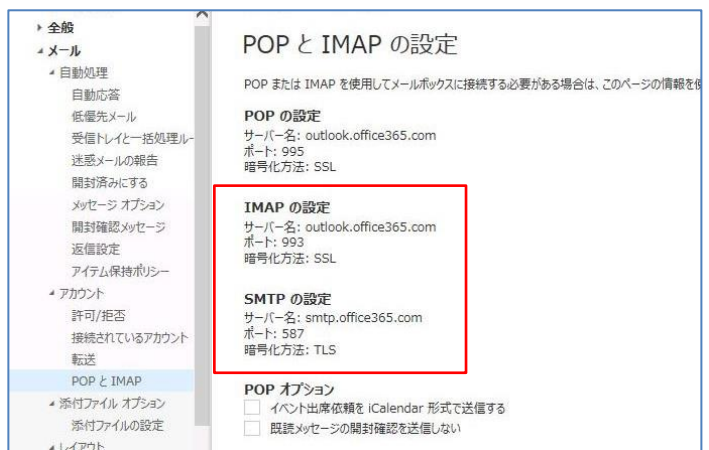 全般
メール
自動処理
自動応答
低優先メール
受信トレイと一括処理ルー
迷惑メールの報告
開封済みにする
メッセージ オプション
開封確認メッセージ
返信設定
アイテム保持ポリシー
アカウント
許可/拒否
接続されているアカウント
転送
POP と IMAP
添付ファイル オプション
添付ファイルの設定
レイアウト
POP と IMAP の設定
POP または IMAP を使用してメールボックスに接続する必要がある場合は、このページの情報を使
POP の設定
サーバー名: outlook.office365.com
ポート: 995
暗号化方法: SSL
IMAP の設定
サーバー名: outlook.office365.com
ポート: 993
暗号化方法: SSL
SMTP の設定
サーバー名: smtp.office365.com
ポート: 587
暗号化方法: TLS
POP オプション
イベント出席依頼を iCalendar 形式で送信する
既読メッセージの開封確認を送信しない